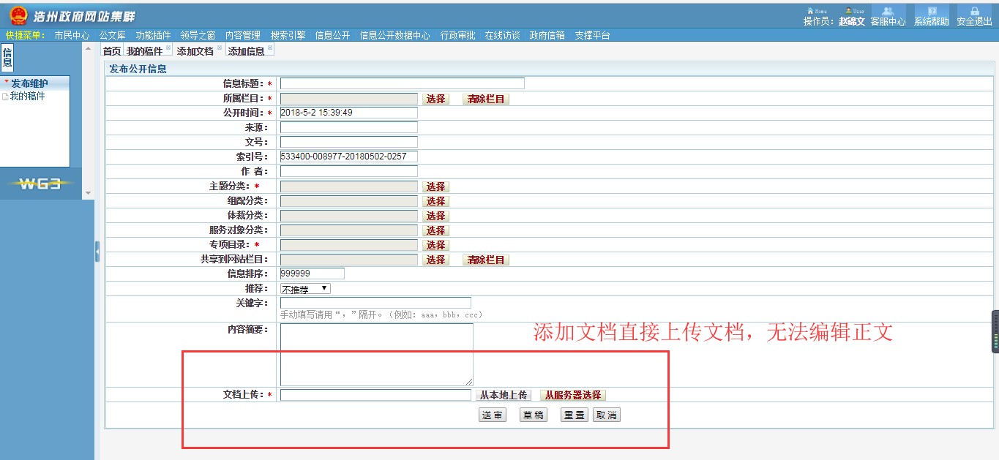 浩州政府网站集群
Home User
操作员：赵锦文 客服中心 系统帮助 安全退出
快捷菜单： 市民中心 公文库 功能插件 领导之窗 内容管理 搜索引擎 信息公开 信息公开数据中心 行政审批 在线访谈 政府信箱 支撑平台
信息
首页 我的稿件 添加文档 添加信息
发布维护
我的稿件
WG3
发布公开信息
信息标题：*
所属栏目：* 选择 清除栏目
公开时间：* 2018-5-2 15:39:49
来源：
文号：
索引号： 533400-008977-20180502-0257
作 者：
主题分类：* 选择
组配分类： 选择
体裁分类： 选择
服务对象分类： 选择
专项目录：* 选择
共享到网站栏目： 选择 清除栏目
信息排序： 999999
推荐： 不推荐
关键字：
手动填写请用“，”隔开。（例如：aaa，bbb，ccc）
内容摘要：
添加文档直接上传文档，无法编辑正文
文档上传：* 从本地上传 从服务器选择
送审 草稿 重置 取消